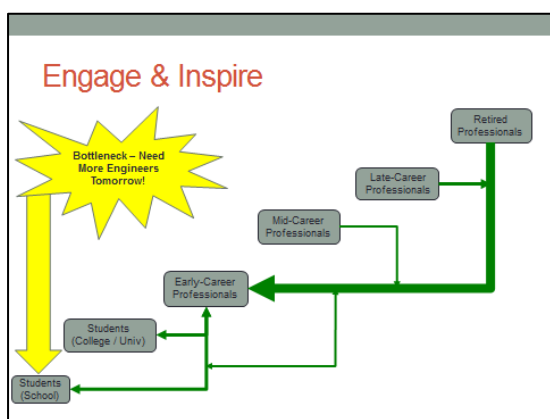 Engage & Inspire
Bottleneck – Need
More Engineers
Tomorrow!
Retired
Professionals
Late-Career
Professionals
Mid-Career
Professionals
Early-Career
Professionals
Students
(College / Univ)
Students
(School)